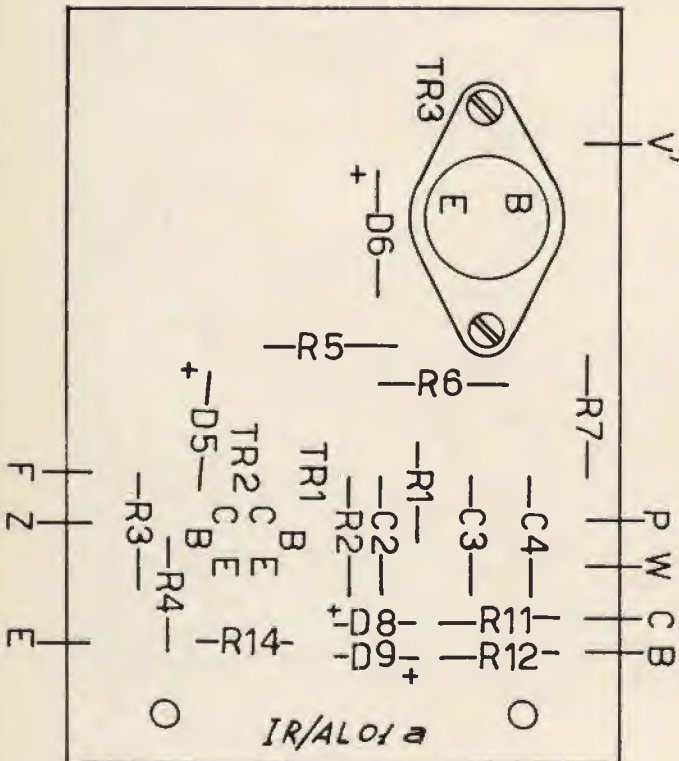 TR3
V'
E
B
+
D6
R5
R6
+
D5
R7
TR2
TR1
F
R1
Z
R3
C
C
R2
C2
C3
C4
P
B
B
W
E
E
R4
+
D8
R11
C
E
R14
D9
+
R12
B
IR/AL01a